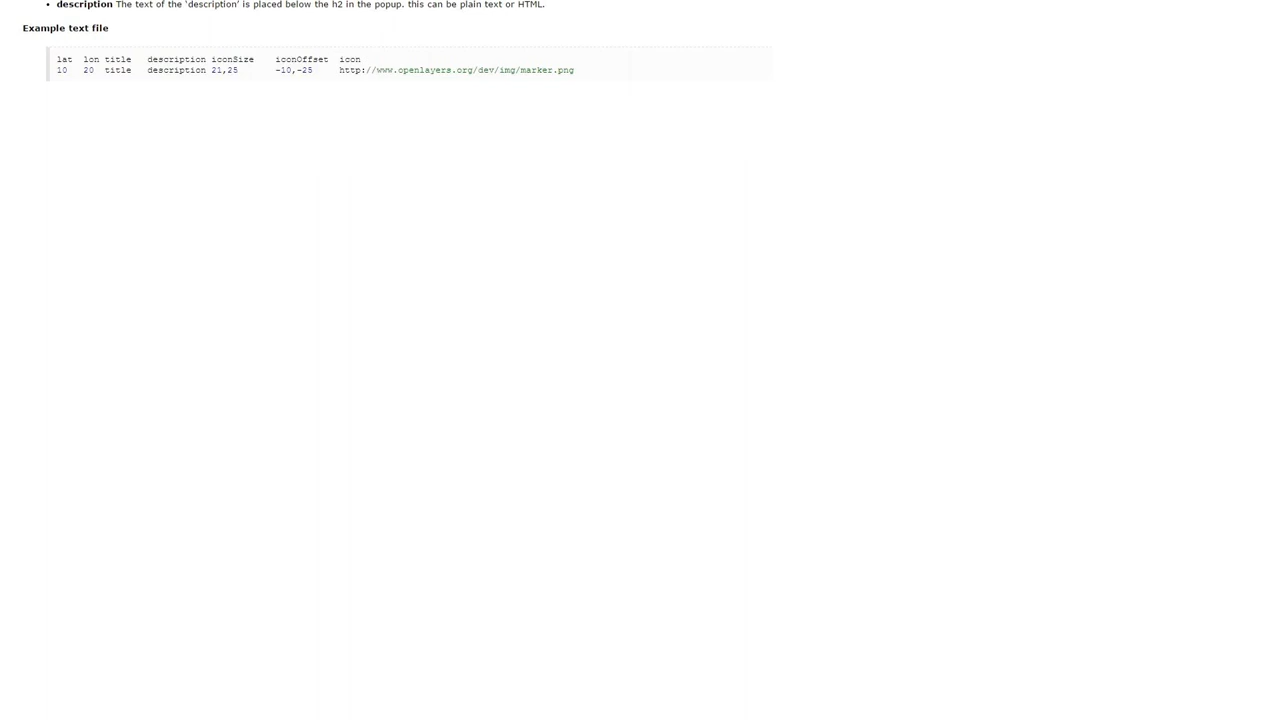 • description The text of the ‘description’ is placed below the h2 in the popup. this can be plain text or HTML.
Example text file
lat  lon title   description iconSize    iconOffset  icon
10   20  title   description 21,25       -10,-25     http://www.openlayers.org/dev/img/marker.png